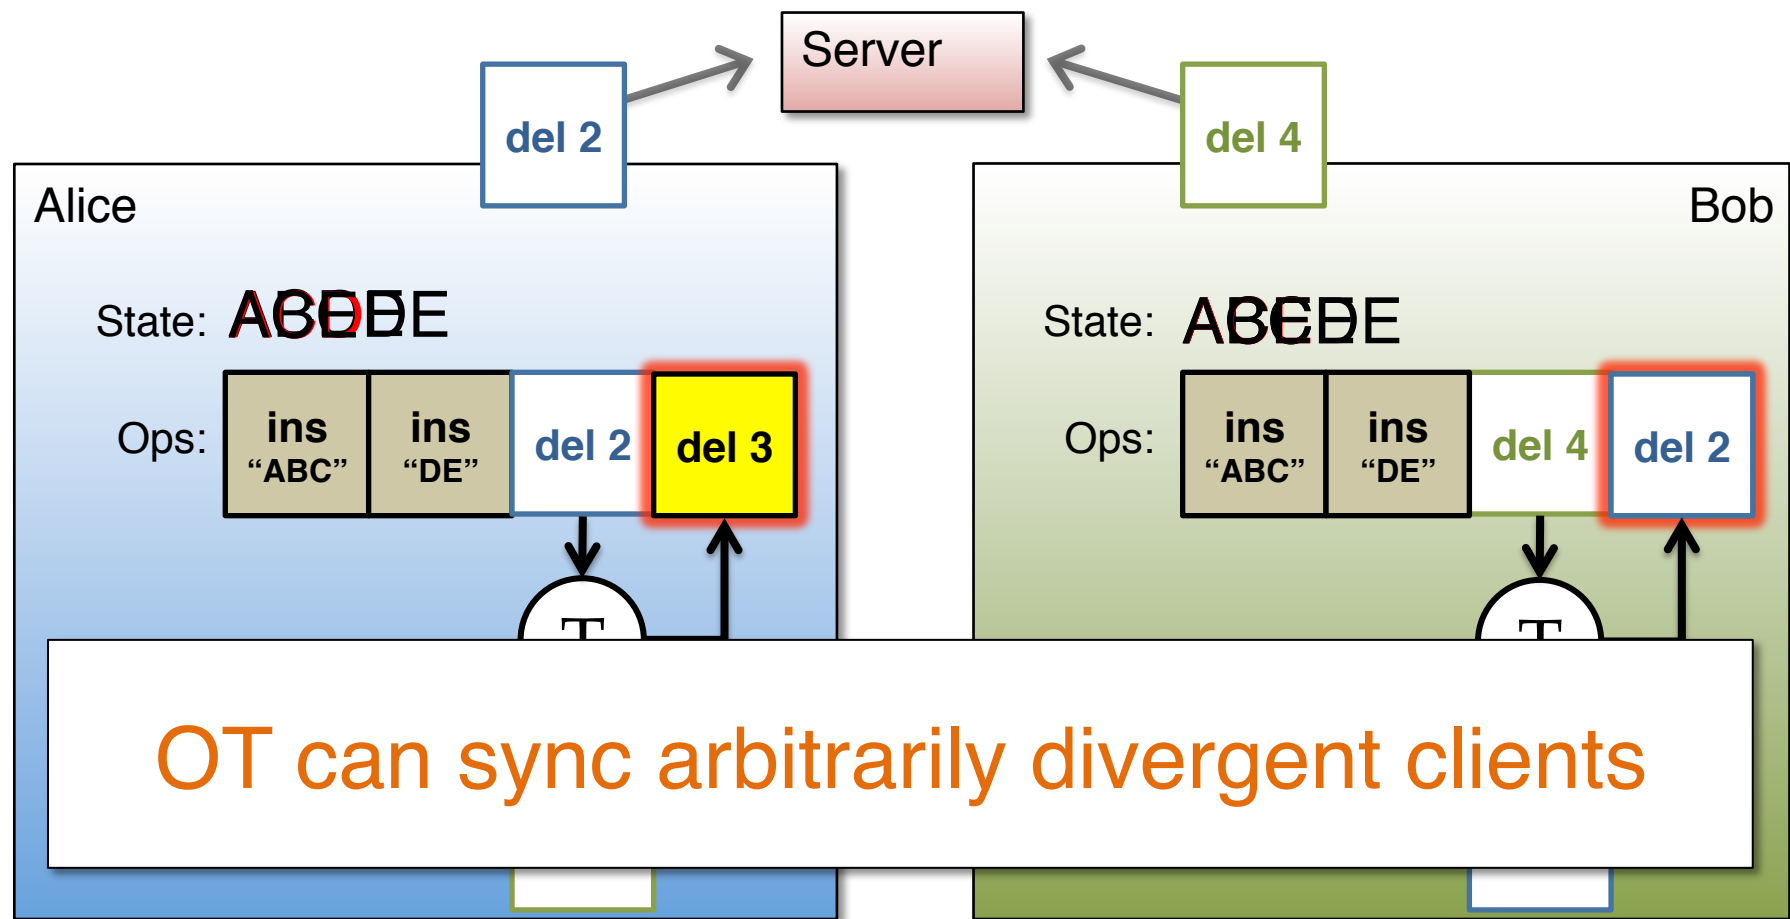 Server
del 2
del 4
Alice
Bob
State:
State:
Ops:
ins
“ABC”
ins
“DE”
del 2
del 3
Ops:
ins
“ABC”
ins
“DE”
del 4
del 2
OT can sync arbitrarily divergent clients